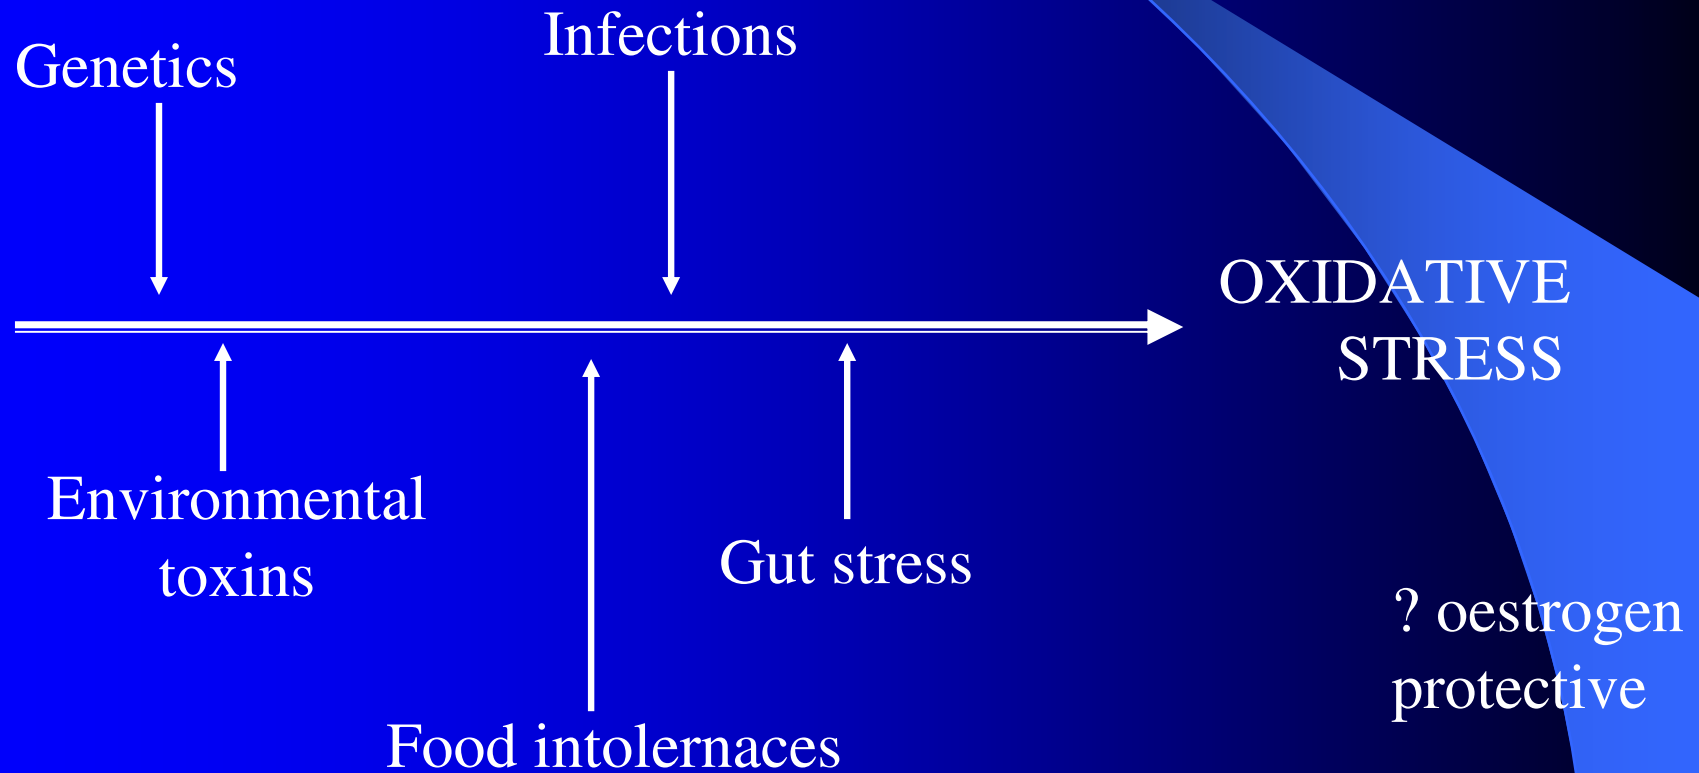 Infections
Genetics
OXIDATIVE
STRESS
Environmental
toxins
Gut stress
? oestrogen
protective
Food intolernaces